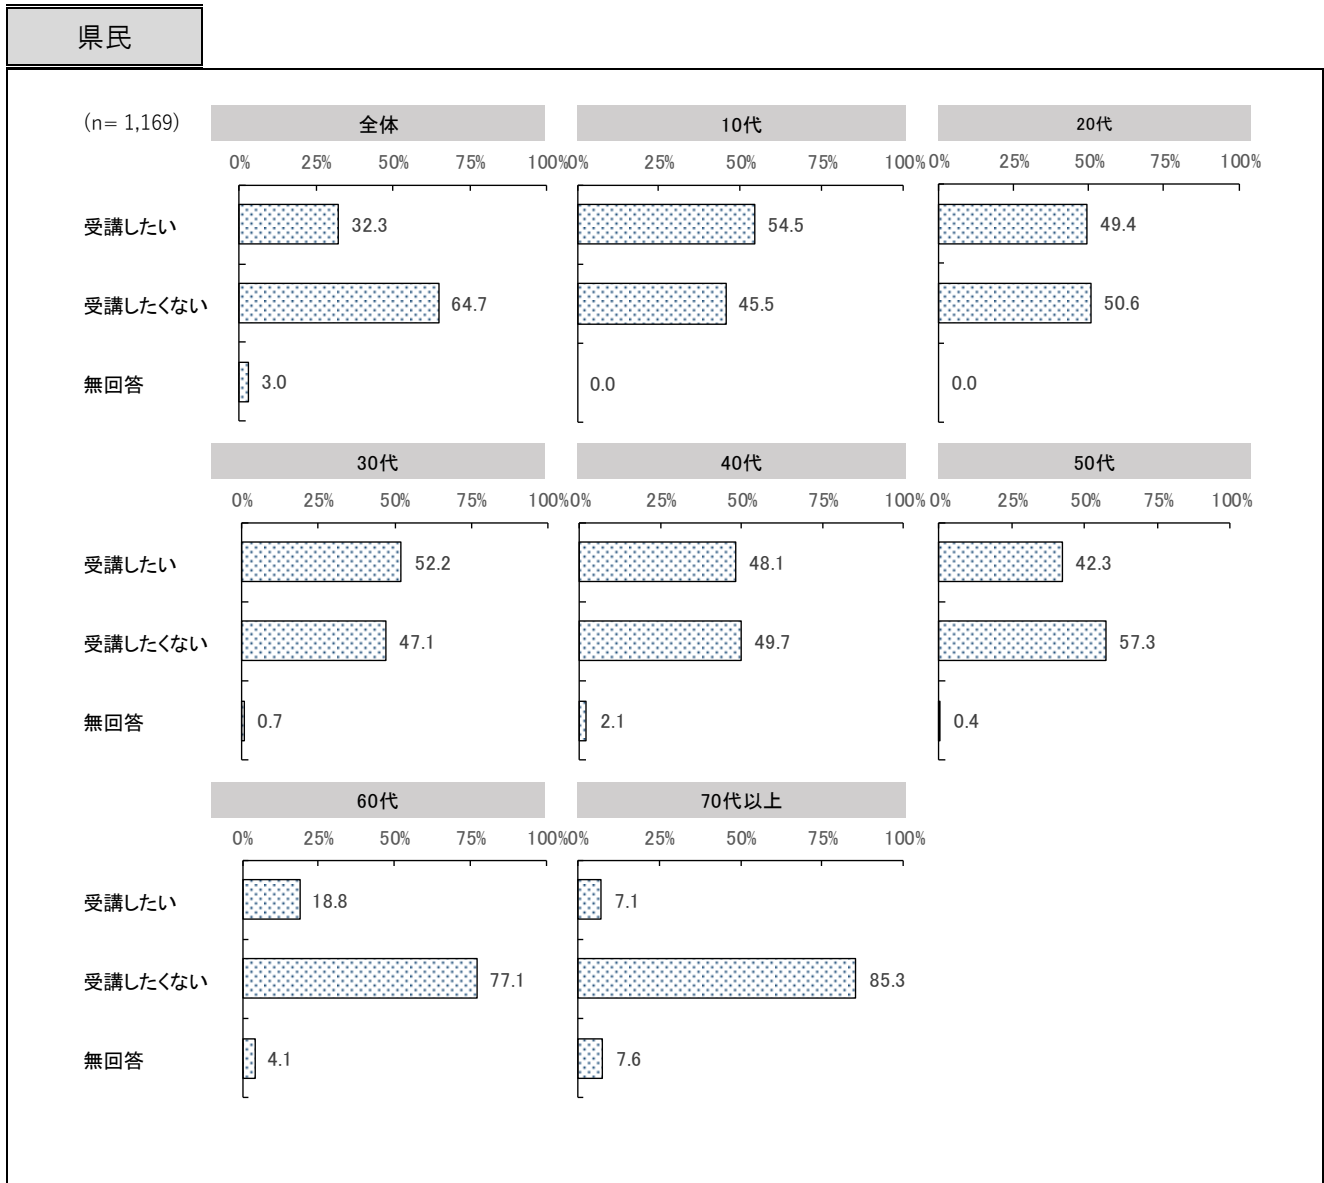 県民
(n= 1,169)
全体 10代 20代
0% 25% 50% 75% 100% 0% 25% 50% 75% 100% 0% 25% 50% 75% 100%
受講したい 32.3 54.5 49.4
受講したくない 64.7 45.5 50.6
無回答 3.0 0.0 0.0
30代 40代 50代
0% 25% 50% 75% 100% 0% 25% 50% 75% 100% 0% 25% 50% 75% 100%
受講したい 52.2 48.1 42.3
受講したくない 47.1 49.7 57.3
無回答 0.7 2.1 0.4
60代 70代以上
0% 25% 50% 75% 100% 0% 25% 50% 75% 100%
受講したい 18.8 7.1
受講したくない 77.1 85.3
無回答 4.1 7.6